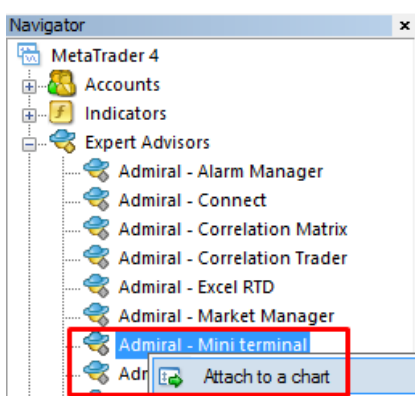 Navigator
MetaTrader 4
Accounts
Indicators
Expert Advisors
Admiral - Alarm Manager
Admiral - Connect
Admiral - Correlation Matrix
Admiral - Correlation Trader
Admiral - Excel RTD
Admiral - Market Manager
Admiral - Mini terminal
Adr
Attach to a chart